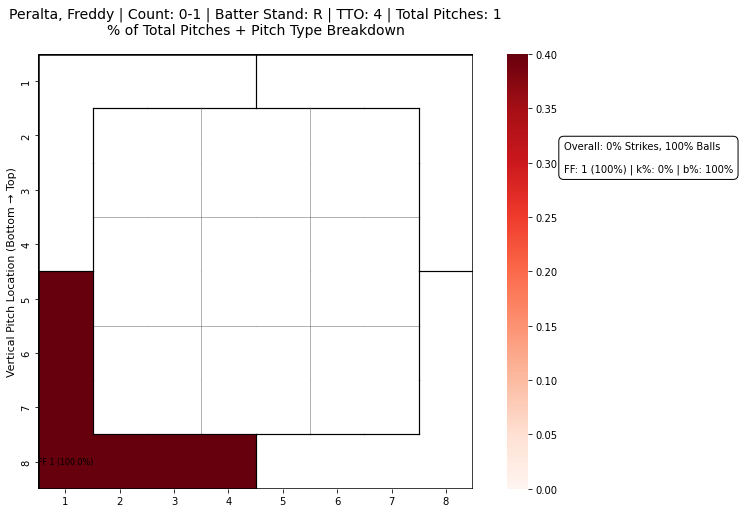 Peralta, Freddy | Count: 0-1 | Batter Stand: R | TTO: 4 | Total Pitches: 1
% of Total Pitches + Pitch Type Breakdown
Vertical Pitch Location (Bottom → Top)
1
2
3
4
5
6
7
8
FF 1 (100.0%)
1 2 3 4 5 6 7 8
0.40
0.35
0.30
0.25
0.20
0.15
0.10
0.05
0.00
Overall: 0% Strikes, 100% Balls
FF: 1 (100%) | k%: 0% | b%: 100%